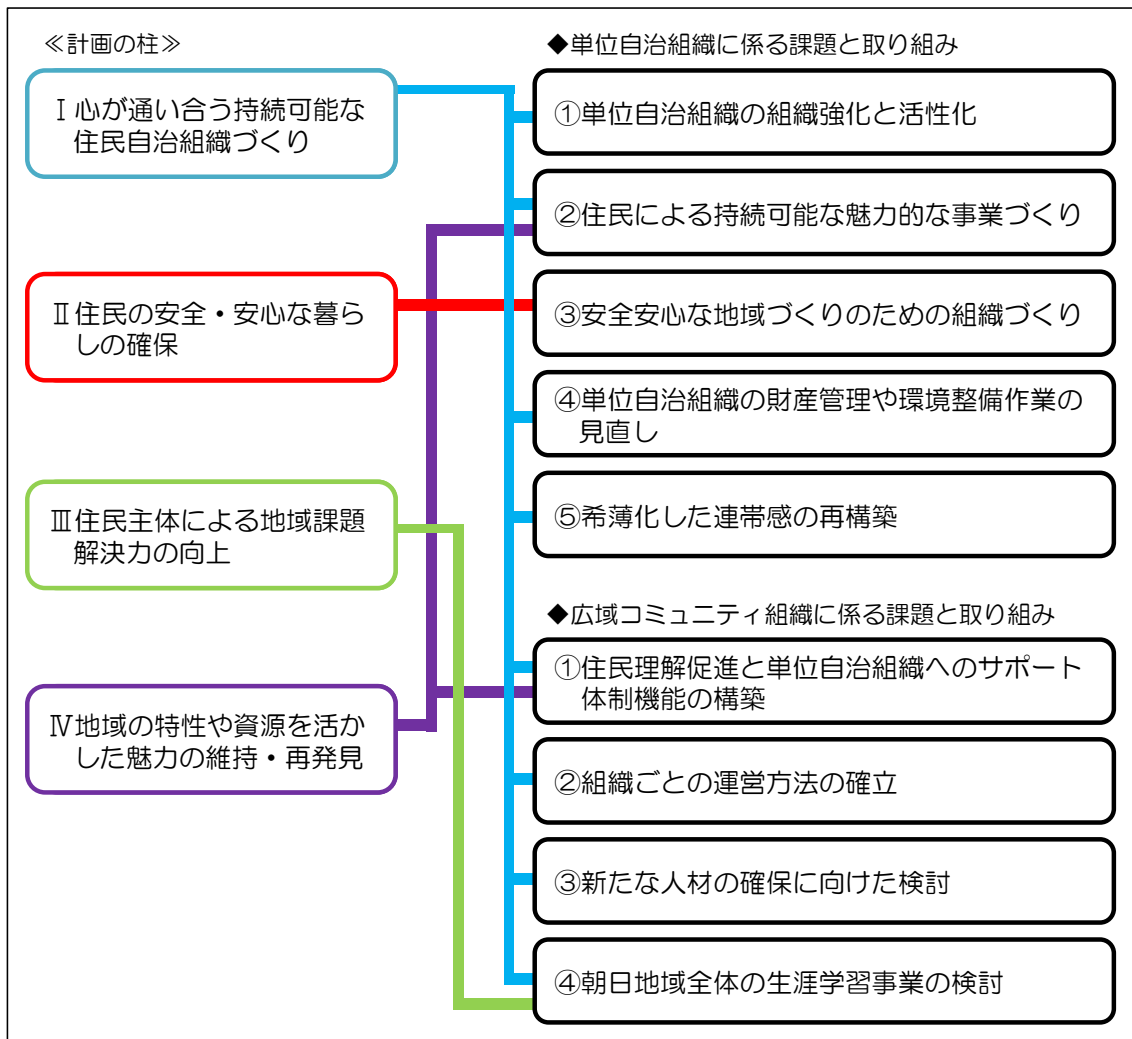 ≪計画の柱≫
Ⅰ心が通い合う持続可能な
住民自治組織づくり
Ⅱ住民の安全・安心な暮ら
しの確保
Ⅲ住民主体による地域課題
解決力の向上
Ⅳ地域の特性や資源を活か
した魅力の維持・再発見
◆単位自治組織に係る課題と取り組み
①単位自治組織の組織強化と活性化
②住民による持続可能な魅力的な事業づくり
③安全安心な地域づくりのための組織づくり
④単位自治組織の財産管理や環境整備作業の
見直し
⑤希薄化した連帯感の再構築
◆広域コミュニティ組織に係る課題と取り組み
①住民理解促進と単位自治組織へのサポート
体制機能の構築
②組織ごとの運営方法の確立
③新たな人材の確保に向けた検討
④朝日地域全体の生涯学習事業の検討